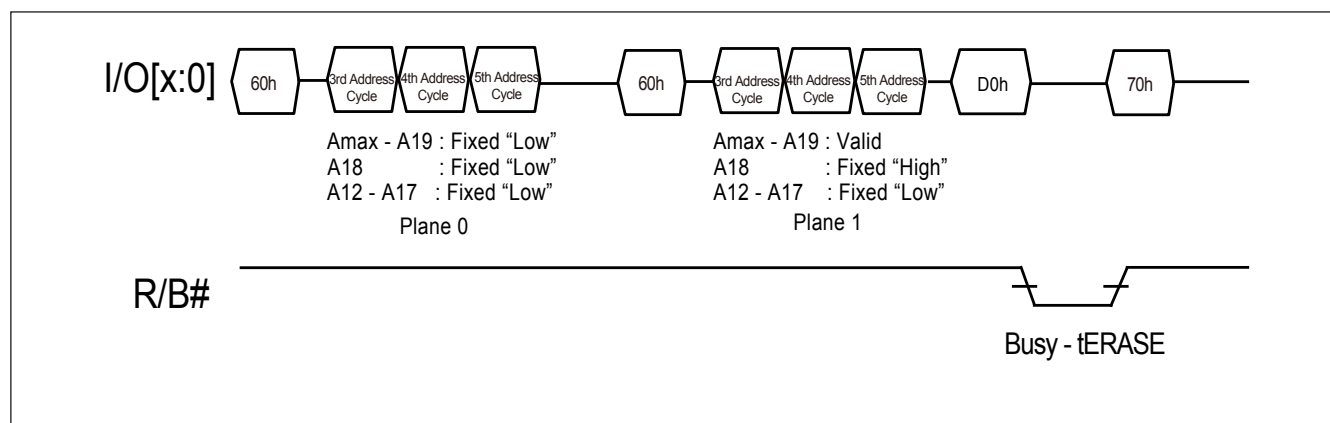 I/O[x:0] 60h 3rd Address Cycle 4th Address Cycle 5th Address Cycle 60h 3rd Address Cycle 4th Address Cycle 5th Address Cycle D0h 70h
Amax - A19 : Fixed “Low”
A18 : Fixed “Low”
A12 - A17 : Fixed “Low”
Plane 0
Amax - A19 : Valid
A18 : Fixed “High”
A12 - A17 : Fixed “Low”
Plane 1
R/B#
Busy - tERASE